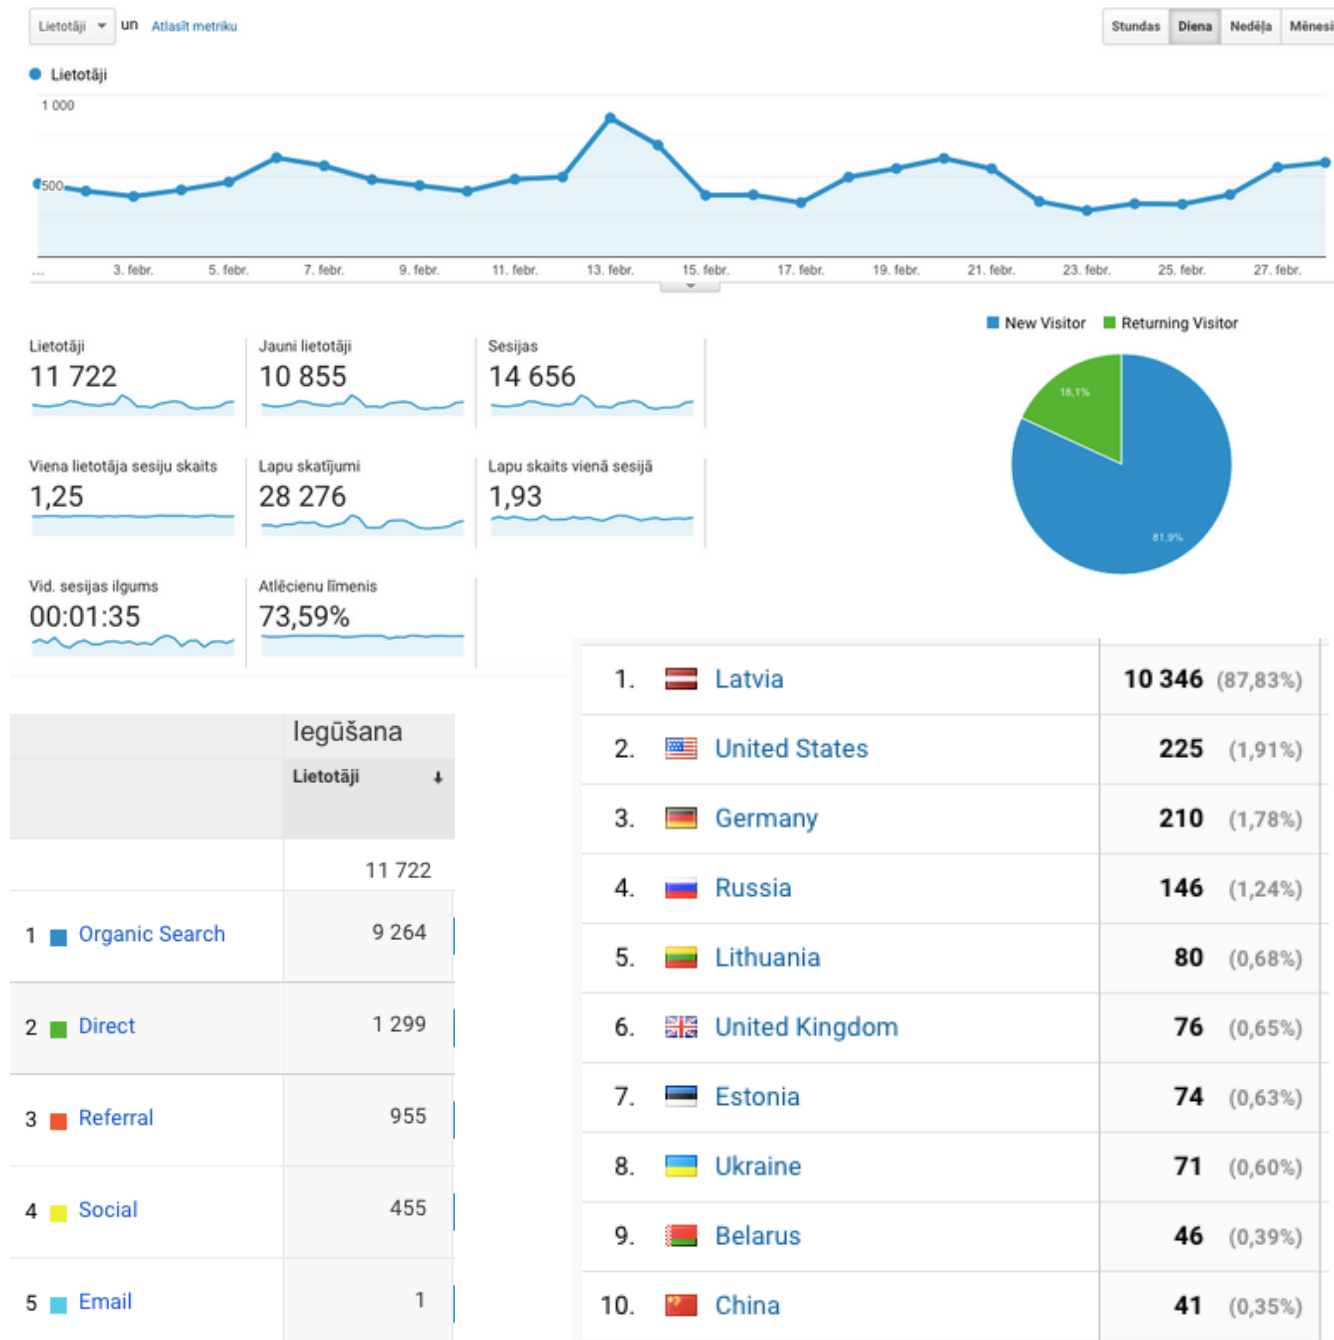 Lietotāji un Atlasīt metriku
Stundas Diena Nedēļa Mēnesi
Lietotāji
1 000
500
... 3. febr. 5. febr. 7. febr. 9. febr. 11. febr. 13. febr. 15. febr. 17. febr. 19. febr. 21. febr. 23. febr. 25. febr. 27. febr.
New Visitor Returning Visitor
18,1%
81,9%
Lietotāji
11 722
Jauni lietotāji
10 855
Sesijas
14 656
Viena lietotāja sesiju skaits
1,25
Lapu skatījumi
28 276
Lapu skaits vienā sesijā
1,93
Vid. sesijas ilgums
00:01:35
Atlēcienu līmenis
73,59%
Iegūšana
Lietotāji
11 722
1 Organic Search 9 264
2 Direct 1 299
3 Referral 955
4 Social 455
5 Email 1
1. Latvia 10 346 (87,83%)
2. United States 225 (1,91%)
3. Germany 210 (1,78%)
4. Russia 146 (1,24%)
5. Lithuania 80 (0,68%)
6. United Kingdom 76 (0,65%)
7. Estonia 74 (0,63%)
8. Ukraine 71 (0,60%)
9. Belarus 46 (0,39%)
10. China 41 (0,35%)